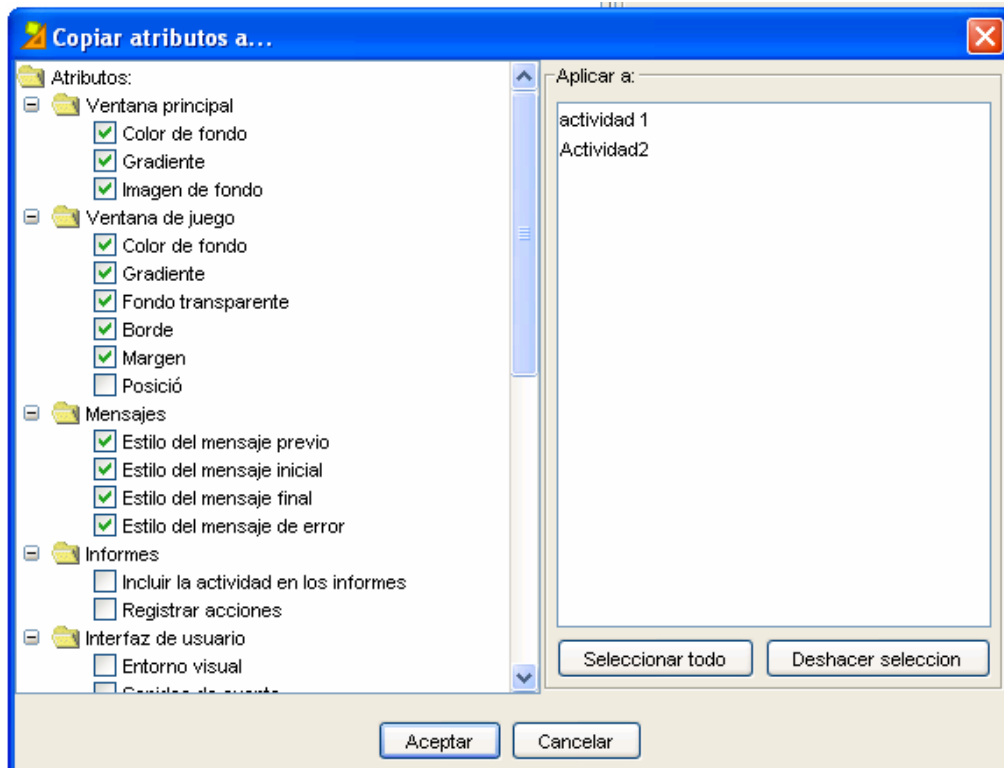 Copiar atributos a...
Atributos:
Ventana principal
Color de fondo
Gradiente
Imagen de fondo
Ventana de juego
Color de fondo
Gradiente
Fondo transparente
Borde
Margen
Posició
Mensajes
Estilo del mensaje previo
Estilo del mensaje inicial
Estilo del mensaje final
Estilo del mensaje de error
Informes
Incluir la actividad en los informes
Registrar acciones
Interfaz de usuario
Entorno visual
Aplicar a:
actividad 1
Actividad2
Seleccionar todo
Deshacer seleccion
Aceptar
Cancelar